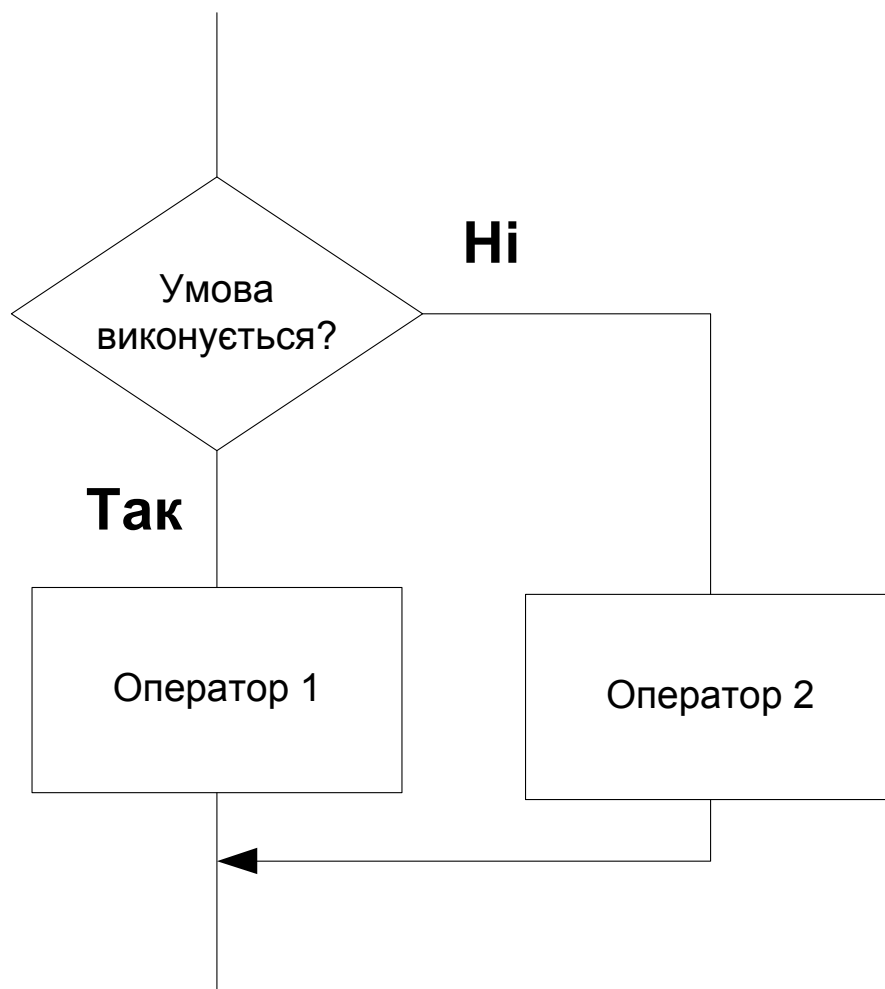 Умова
виконується?
Ні
Так
Оператор 1
Оператор 2